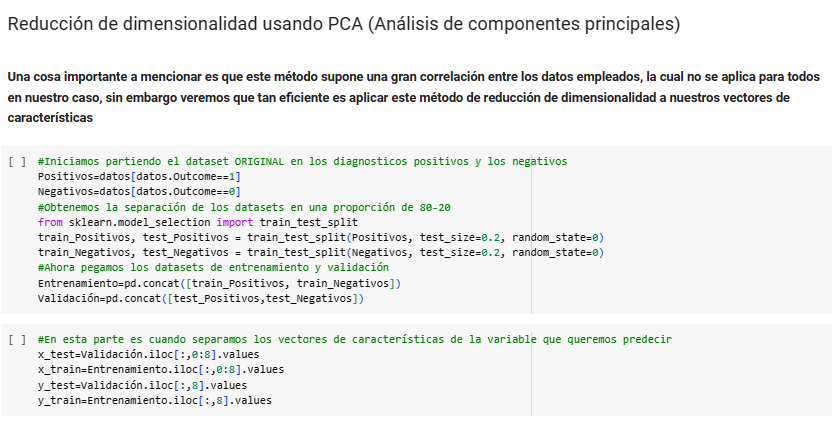 Reducción de dimensionalidad usando PCA (Análisis de componentes principales)
Una cosa importante a mencionar es que este método supone una gran correlación entre los datos empleados, la cual no se aplica para todos
en nuestro caso, sin embargo veremos que tan eficiente es aplicar este método de reducción de dimensionalidad a nuestros vectores de
características
[ ] #Iniciamos partiendo el dataset ORIGINAL en los diagnosticos positivos y los negativos
Positivos=datos[datos.Outcome==1]
Negativos=datos[datos.Outcome==0]
#Obtenemos la separación de los datasets en una proporción de 80-20
from sklearn.model_selection import train_test_split
train_Positivos, test_Positivos = train_test_split(Positivos, test_size=0.2, random_state=0)
train_Negativos, test_Negativos = train_test_split(Negativos, test_size=0.2, random_state=0)
#Ahora pegamos los datasets de entrenamiento y validación
Entrenamiento=pd.concat([train_Positivos, train_Negativos])
Validación=pd.concat([test_Positivos,test_Negativos])
[ ] #En esta parte es cuando separamos los vectores de características de la variable que queremos predecir
x_test=Validación.iloc[:,0:8].values
x_train=Entrenamiento.iloc[:,0:8].values
y_test=Validación.iloc[:,8].values
y_train=Entrenamiento.iloc[:,8].values